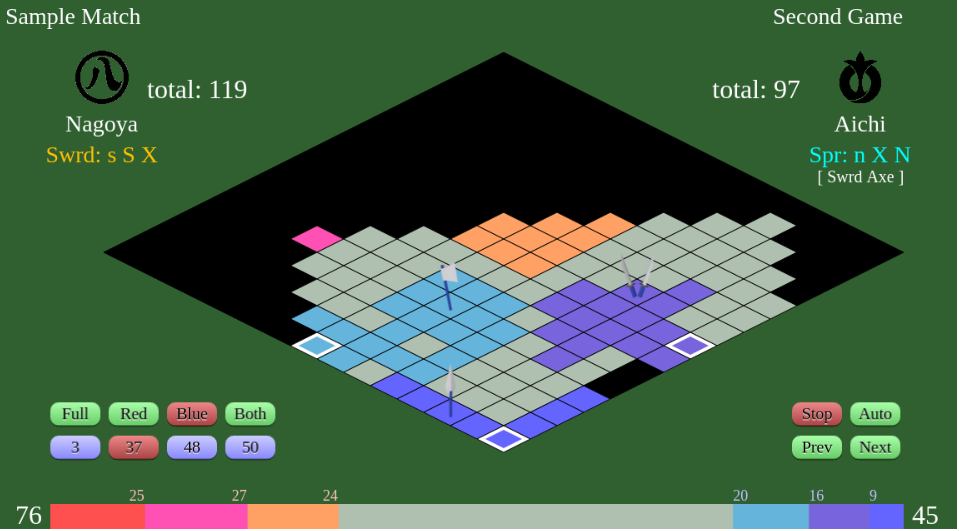 Sample Match
Second Game
total: 119
total: 97
Nagoya
Aichi
Swrd: s S X
Spr: n X N
[ Swrd Axe ]
Full Red Blue Both
Stop Auto
3 37 48 50
Prev Next
25 27 24 20 16 9
76 45